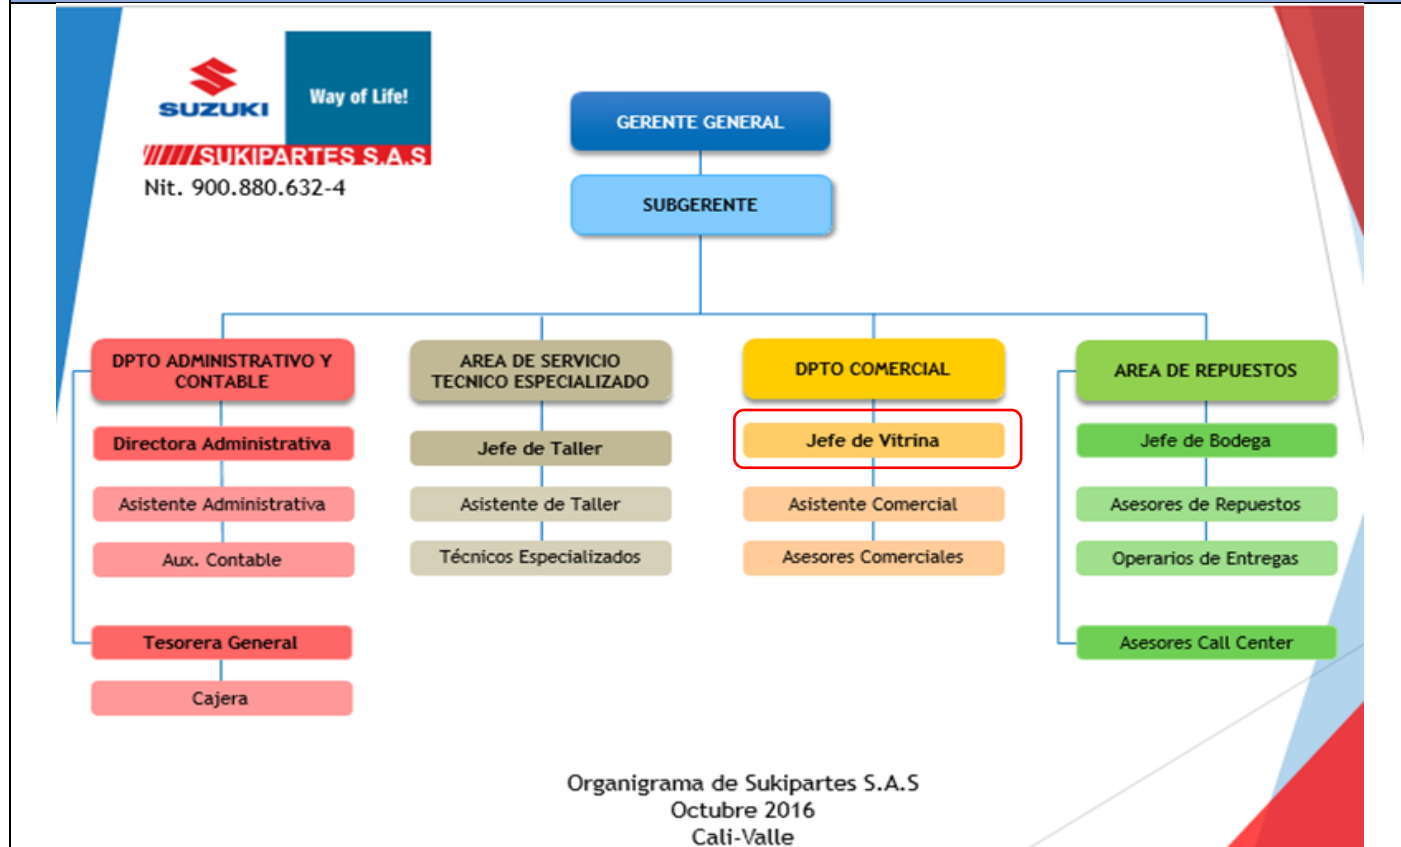 SUZUKI
Way of Life!
SUKIPARTES S.A.S
Nit. 900.880.632-4
GERENTE GENERAL
SUBGERENTE
DPTO ADMINISTRATIVO Y
CONTABLE
Directora Administrativa
Asistente Administrativa
Aux. Contable
Tesorera General
Cajera
AREA DE SERVICIO
TECNICO ESPECIALIZADO
Jefe de Taller
Asistente de Taller
Técnicos Especializados
DPTO COMERCIAL
Jefe de Vitrina
Asistente Comercial
Asesores Comerciales
AREA DE REPUESTOS
Jefe de Bodega
Asesores de Repuestos
Operarios de Entregas
Asesores Call Center
Organigrama de Sukipartes S.A.S
Octubre 2016
Cali-Valle